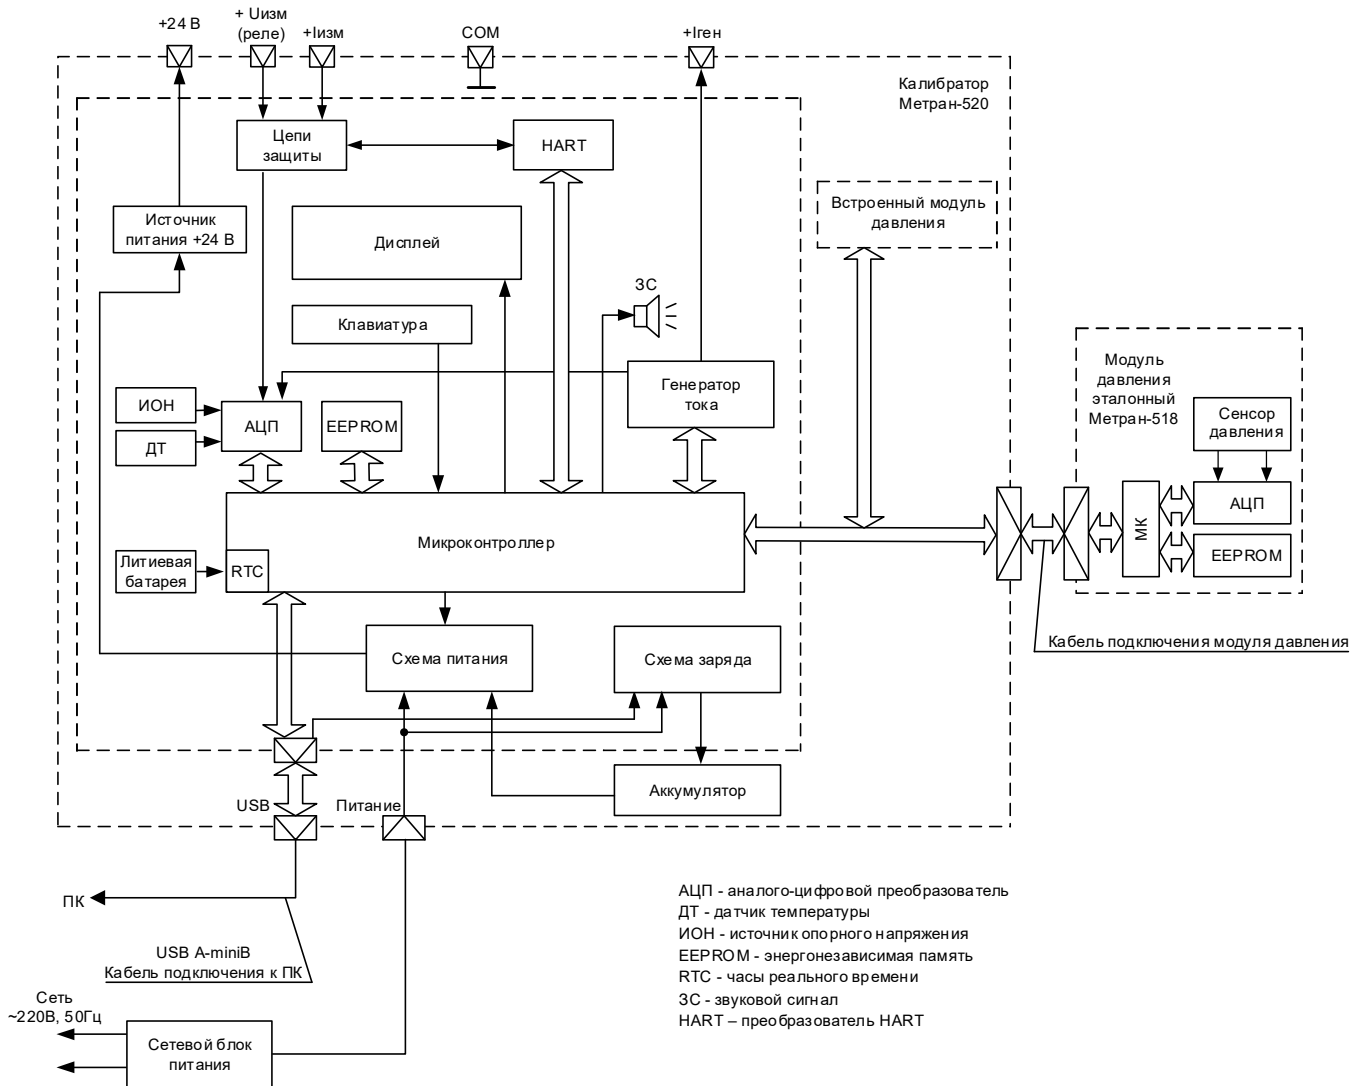 +24 В
+ Uизм
(реле)
+Iизм
COM
+Iген
Калибратор
Метран-520
Цепи
защиты
HART
Встроенный модуль
давления
Источник
питания +24 В
Дисплей
ЗС
Клавиатура
Модуль
давления
эталонный
Метран-518
Генератор
тока
Сенсор
давления
ИОН
АЦП
EEPROM
ДТ
АЦП
МК
Микроконтроллер
EEPROM
Литиевая
батарея
RTC
Схема питания
Схема заряда
Кабель подключения модуля давления
Аккумулятор
USB
Питание
ПК
USB A-miniB
Кабель подключения к ПК
АЦП - аналого-цифровой преобразователь
ДТ - датчик температуры
ИОН - источник опорного напряжения
EEPROM - энергонезависимая память
RTC - часы реального времени
ЗС - звуковой сигнал
HART – преобразователь HART
Сеть
~220В, 50Гц
Сетевой блок
питания